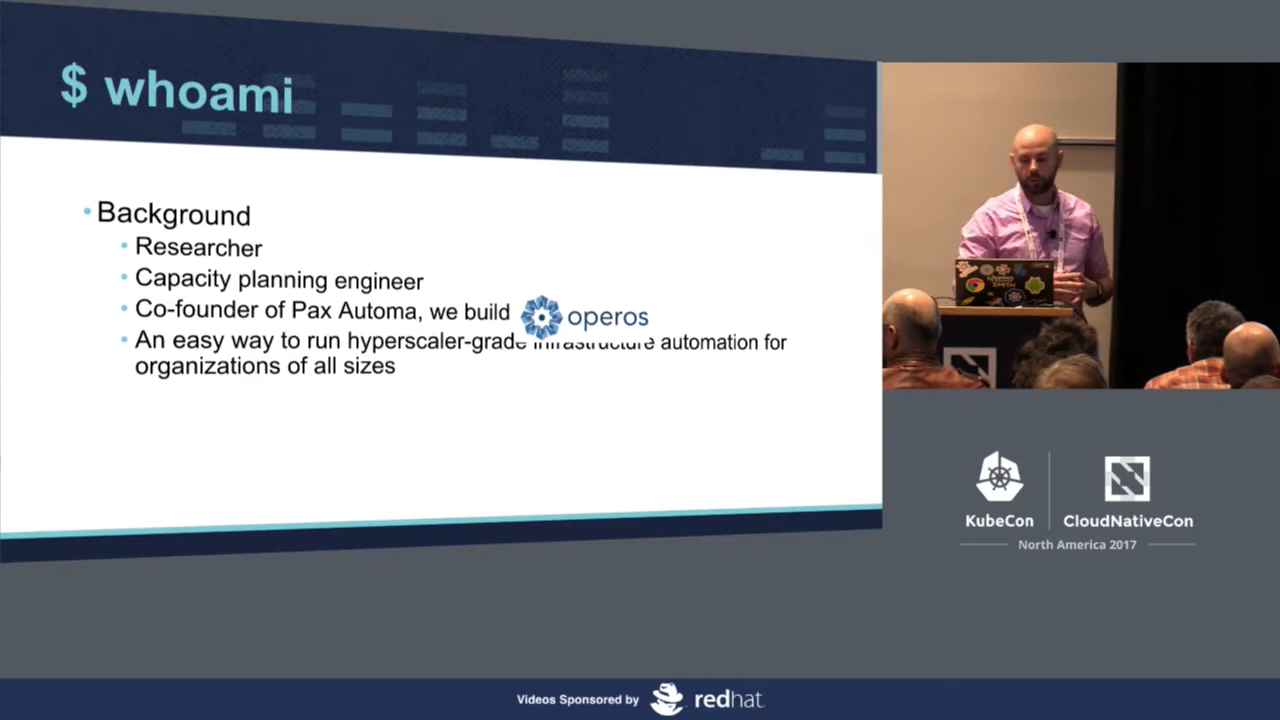 $ whoami
Background
Researcher
Capacity planning engineer
Co-founder of Pax Automa, we build operos
An easy way to run hyperscaler-grade infrastructure automation for
organizations of all sizes
KubeCon
CloudNativeCon
North America 2017
Videos Sponsored by redhat.